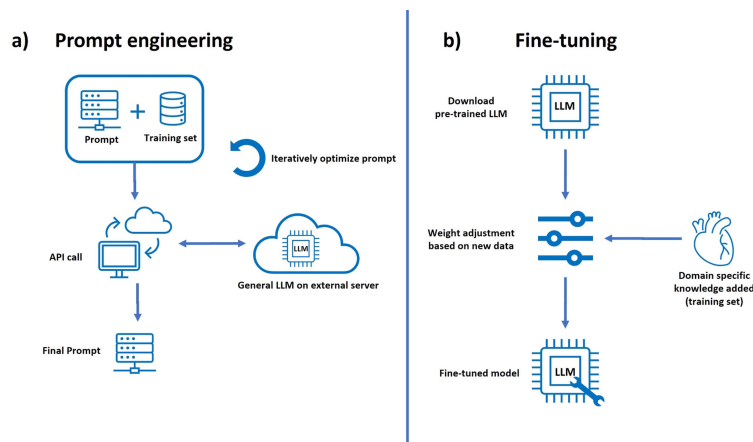 a) Prompt engineering
Prompt
Training set
Iteratively optimize prompt
API call
LLM
General LLM on external server
Final Prompt
b) Fine-tuning
Download
pre-trained LLM
LLM
Weight adjustment
based on new data
Domain specific
knowledge added
(training set)
Fine-tuned model
LLM